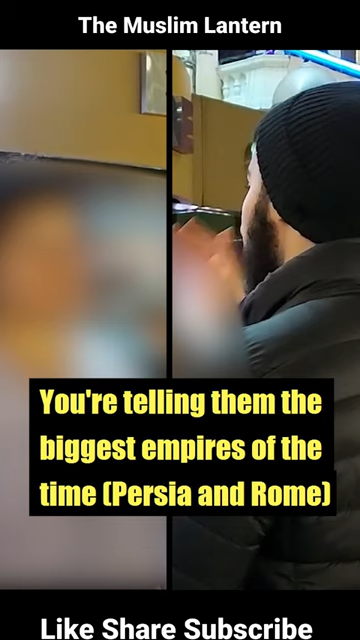 The Muslim Lantern
You're telling them the
biggest empires of the
time (Persia and Rome)
Like Share Subscribe